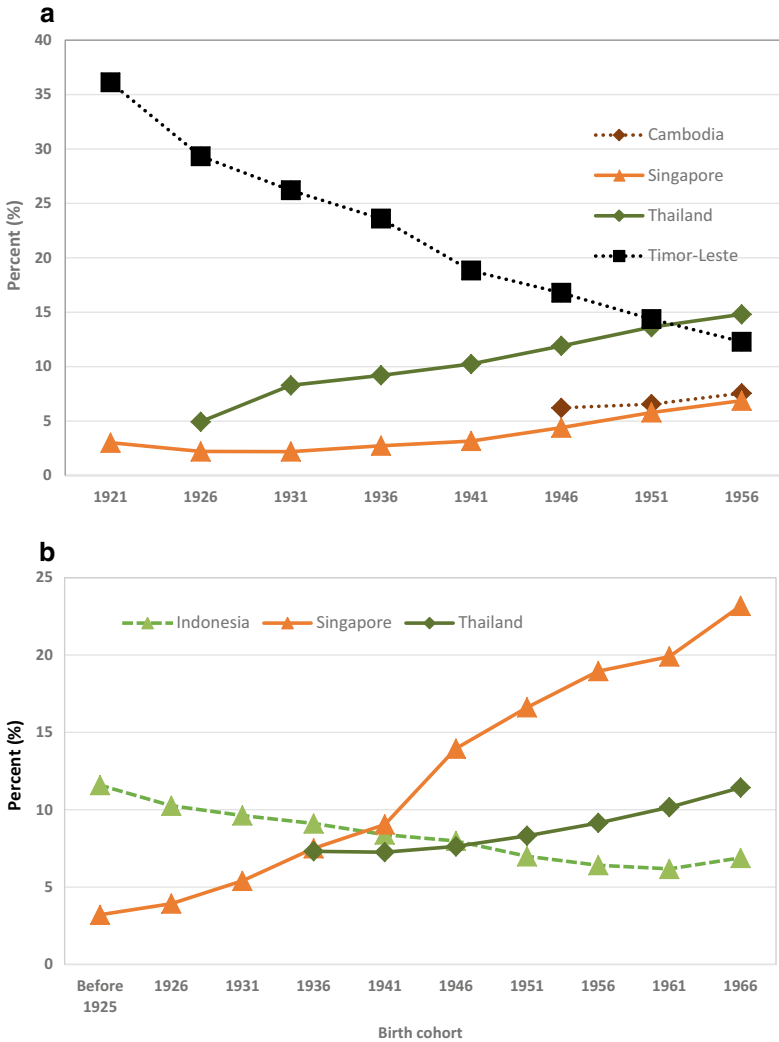 a
40
35
30
25
20
15
10
5
0
Percent (%)
Cambodia
Singapore
Thailand
Timor-Leste
1921 1926 1931 1936 1941 1946 1951 1956
b
25
20
15
10
5
0
Percent (%)
Indonesia Singapore Thailand
Before 1925 1926 1931 1936 1941 1946 1951 1956 1961 1966
Birth cohort